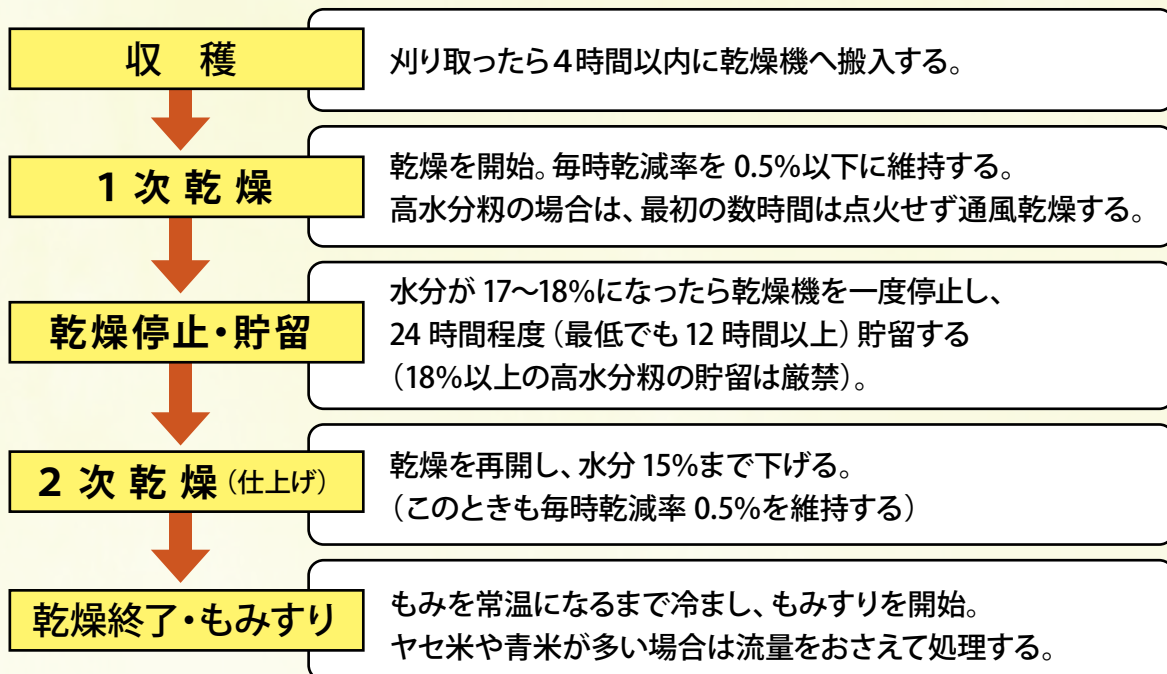 収　穫
刈り取ったら４時間以内に乾燥機へ搬入する。
１次乾燥
乾燥を開始。毎時乾減率を 0.5%以下に維持する。
高水分籾の場合は、最初の数時間は点火せず通風乾燥する。
乾燥停止・貯留
水分が 17〜18%になったら乾燥機を一度停止し、
24 時間程度（最低でも 12 時間以上）貯留する
（18%以上の高水分籾の貯留は厳禁）。
２次乾燥（仕上げ）
乾燥を再開し、水分 15%まで下げる。
（このときも毎時乾減率 0.5%を維持する）
乾燥終了・もみすり
もみを常温になるまで冷まし、もみすりを開始。
ヤセ米や青米が多い場合は流量をおさえて処理する。